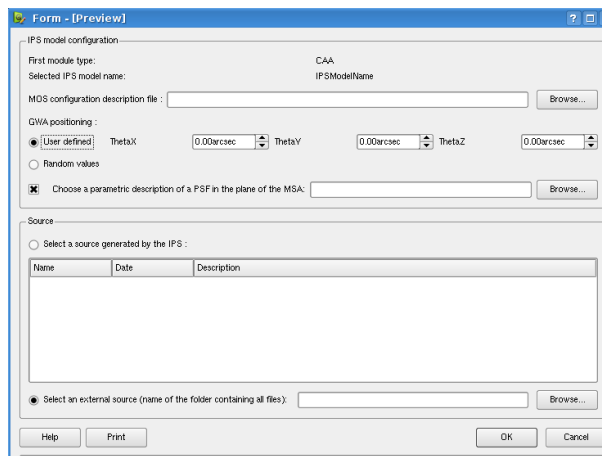 Form - [Preview]
IPS model configuration
First module type: CAA
Selected IPS model name: IPSModelName
MOS configuration description file : Browse...
GWA positioning :
User defined ThetaX 0.00arcsec ThetaY 0.00arcsec ThetaZ 0.00arcsec
Random values
Choose a parametric description of a PSF in the plane of the MSA: Browse...
Source
Select a source generated by the IPS :
Name Date Description
Select an external source (name of the folder containing all files): Browse...
Help Print OK Cancel